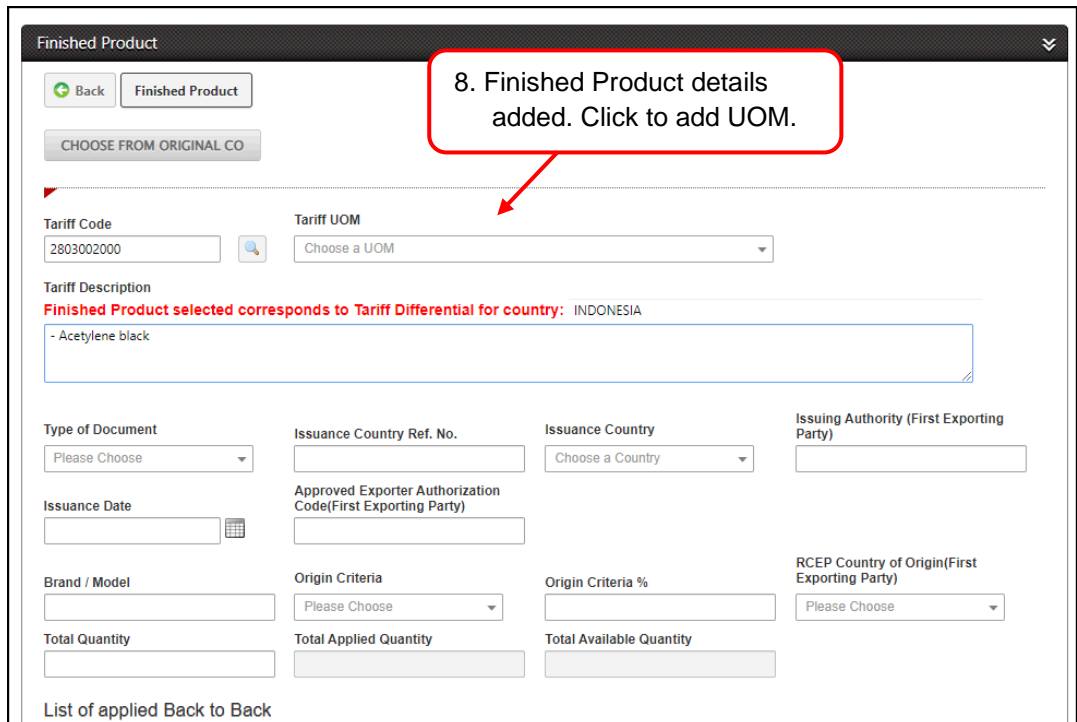 Finished Product
8. Finished Product details
added. Click to add UOM.
Back
Finished Product
CHOOSE FROM ORIGINAL CO
Tariff Code
Tariff UOM
2803002000
Choose a UOM
Tariff Description
Finished Product selected corresponds to Tariff Differential for country: INDONESIA
- Acetylene black
Type of Document
Issuance Country Ref. No.
Issuance Country
Issuing Authority (First Exporting
Party)
Please Choose
Choose a Country
Issuance Date
Approved Exporter Authorization
Code(First Exporting Party)
Brand / Model
Origin Criteria
Origin Criteria %
RCEP Country of Origin(First
Exporting Party)
Please Choose
Please Choose
Total Quantity
Total Applied Quantity
Total Available Quantity
List of applied Back to Back